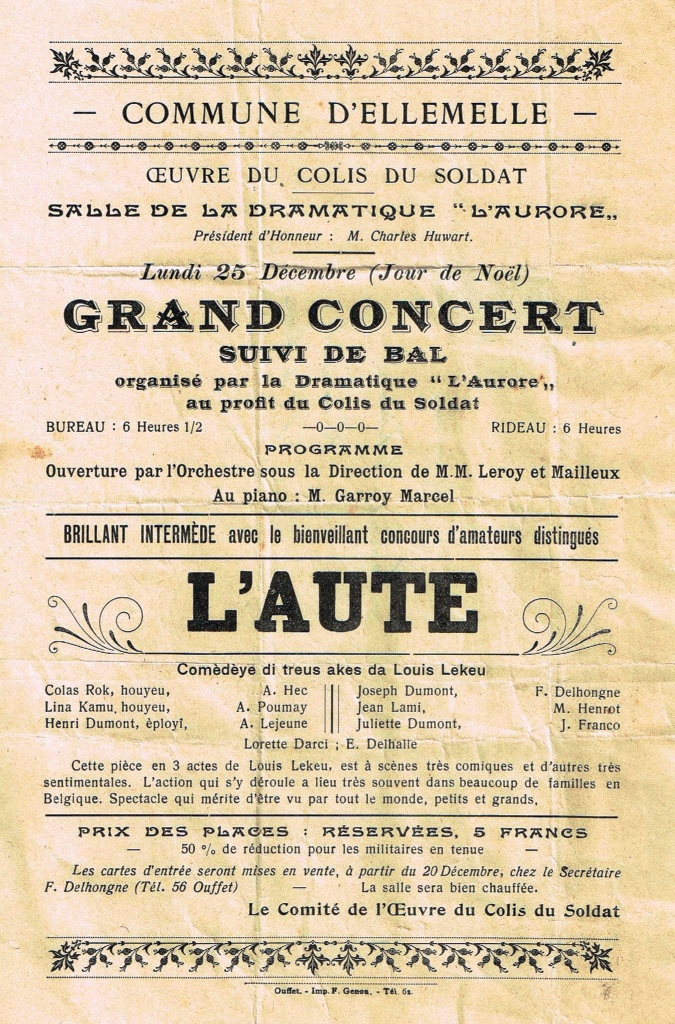 — COMMUNE D'ELLEMELLE —
ŒUVRE DU COLIS DU SOLDAT
SALLE DE LA DRAMATIQUE “ L'AURORE „
Président d'Honneur : M. Charles Huwart.
Lundi 25 Décembre (Jour de Noël)
GRAND CONCERT
SUIVI DE BAL
organisé par la Dramatique “ L'Aurore „
au profit du Colis du Soldat
BUREAU : 6 Heures 1/2 —0—0—0— RIDEAU : 6 Heures
PROGRAMME
Ouverture par l'Orchestre sous la Direction de M.M. Leroy et Mailleux
Au piano : M. Garroy Marcel
BRILLANT INTERMÈDE avec le bienveillant concours d'amateurs distingués
L'AUTE
Comèdèye di treus akes da Louis Lekeu
Colas Rok, houyeu, A. Hec Joseph Dumont, F. Delhongne
Lina Kamu, houyeu, A. Poumay Jean Lami, M. Henrot
Henri Dumont, èployî, A. Lejeune Juliette Dumont, J. Franco
Lorette Darci ; E. Delhalle
Cette pièce en 3 actes de Louis Lekeu, est à scènes très comiques et d'autres très
sentimentales. L'action qui s'y déroule a lieu très souvent dans beaucoup de familles en
Belgique. Spectacle qui mérite d'être vu par tout le monde, petits et grands,
PRIX DES PLACES : RÉSERVÉES, 5 FRANCS
— 50 % de réduction pour les militaires en tenue —
Les cartes d'entrée seront mises en vente, à partir du 20 Décembre, chez le Secrétaire
F. Delhongne (Tél. 56 Ouffet) — La salle sera bien chauffée.
Le Comité de l'Œuvre du Colis du Soldat
Ouffet. - Imp. F. Genon, - Tél. 62.